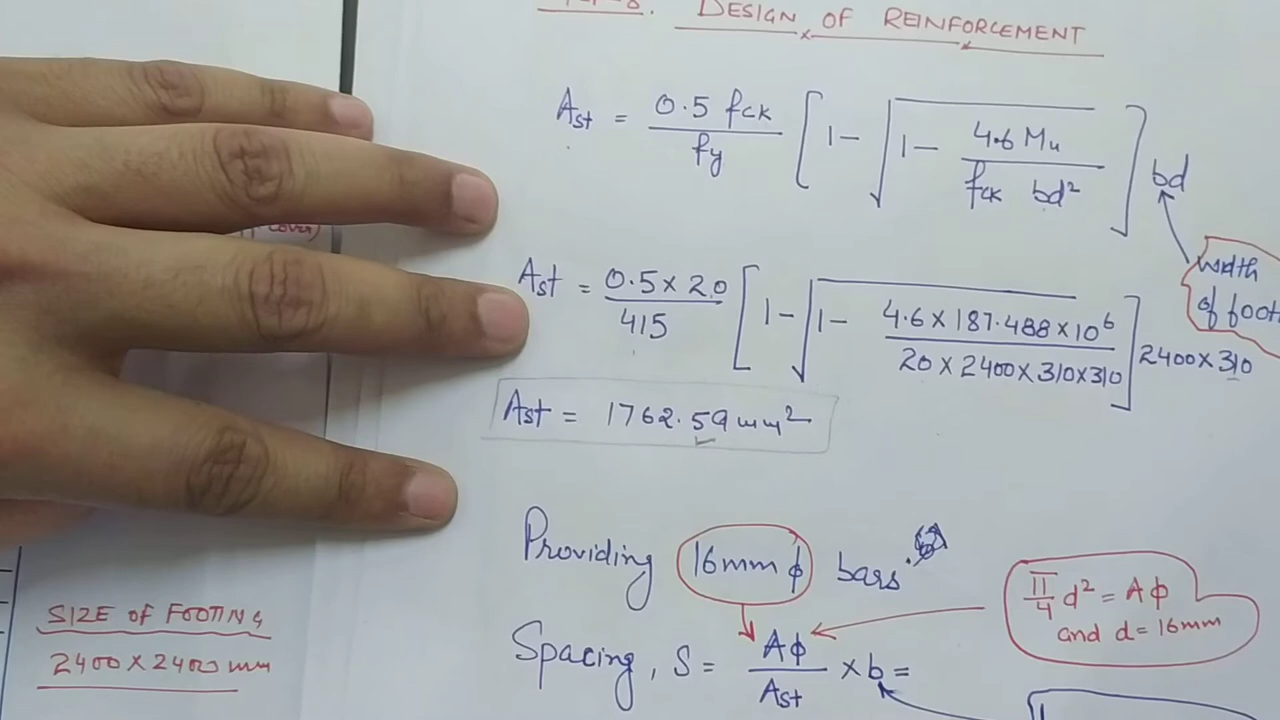 DESIGN OF REINFORCEMENT
Ast = 0.5 fck / fy [ 1 - √(1 - 4.6 Mu / fck bd²) ] bd
width
of foot
cover)
Ast = 0.5 × 20 / 415 [ 1 - √(1 - 4.6 × 187.488 × 10⁶ / 20 × 2400 × 310 × 310) ] 2400 × 310
Ast = 1762.59 mm²
Providing 16mm ϕ bars
π/4 d² = Aϕ
and d = 16mm
Spacing, S = Aϕ / Ast × b =
SIZE OF FOOTING
2400 × 2400 mm